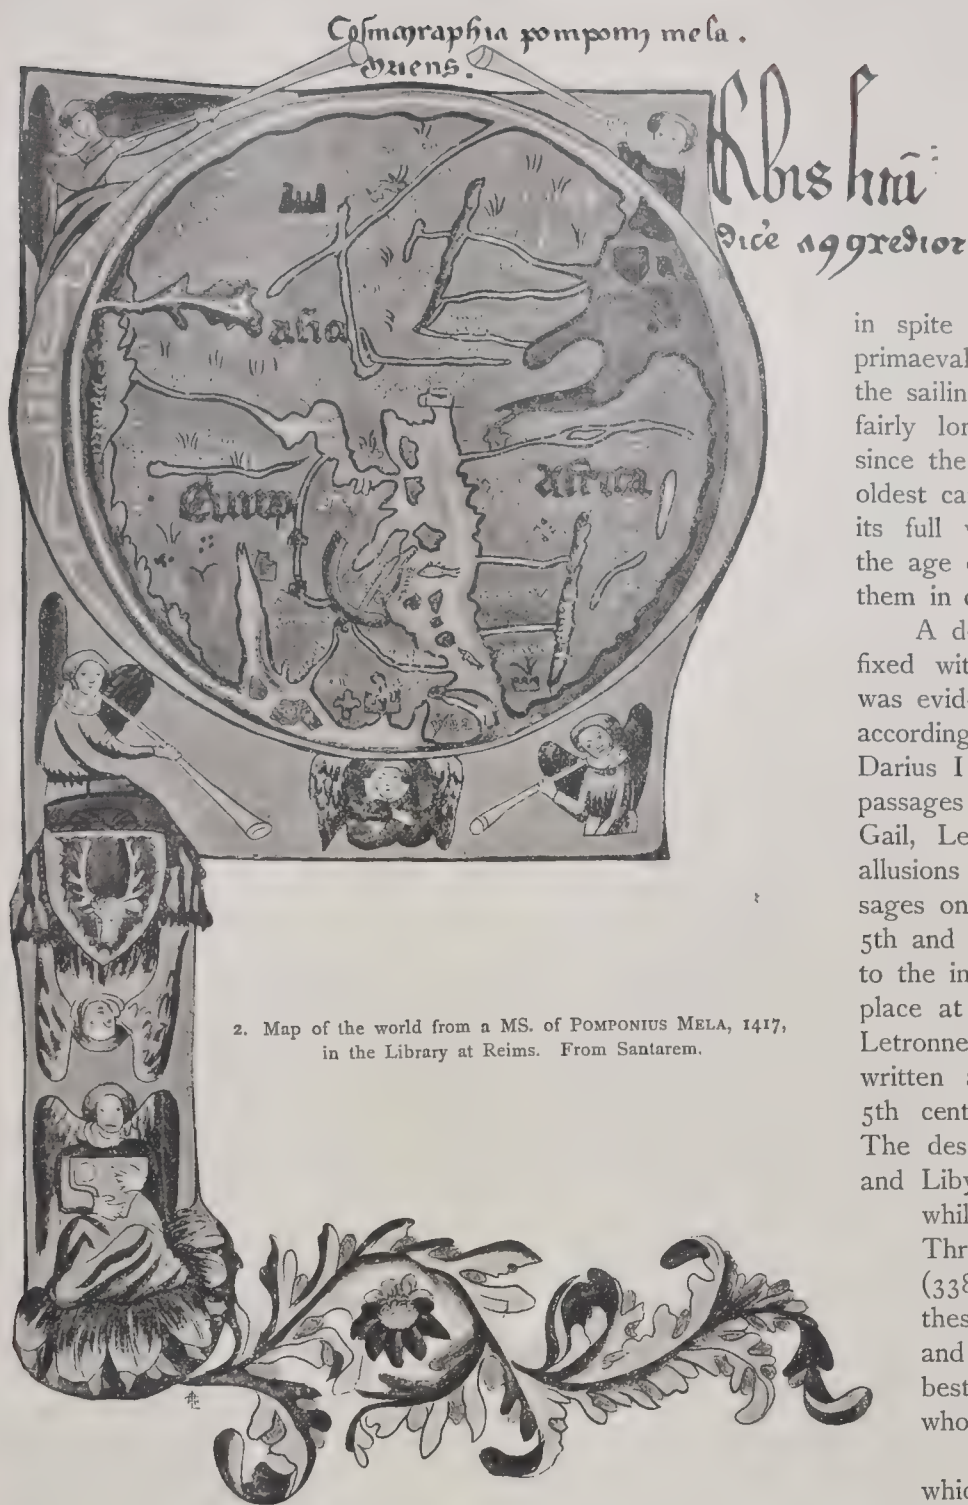 Cosmographia pomponij mela.
Oriens.
Orbis situ
dice aggredior
asia
Europ
Africa
2. Map of the world from a MS. of POMPONIUS MELA, 1417,
in the Library at Reims. From Santarem.
in spite
primaeval
the sailin
fairly lon
since the
oldest ca
its full
the age
them in
A d
fixed wit
was evid
according
Darius I
passages
Gail, Le
allusions
sages on
5th and
to the in
place at
Letronne
written
5th cent
The des
and Liby
whil
Thr
(338
thes
and
best
who
whic